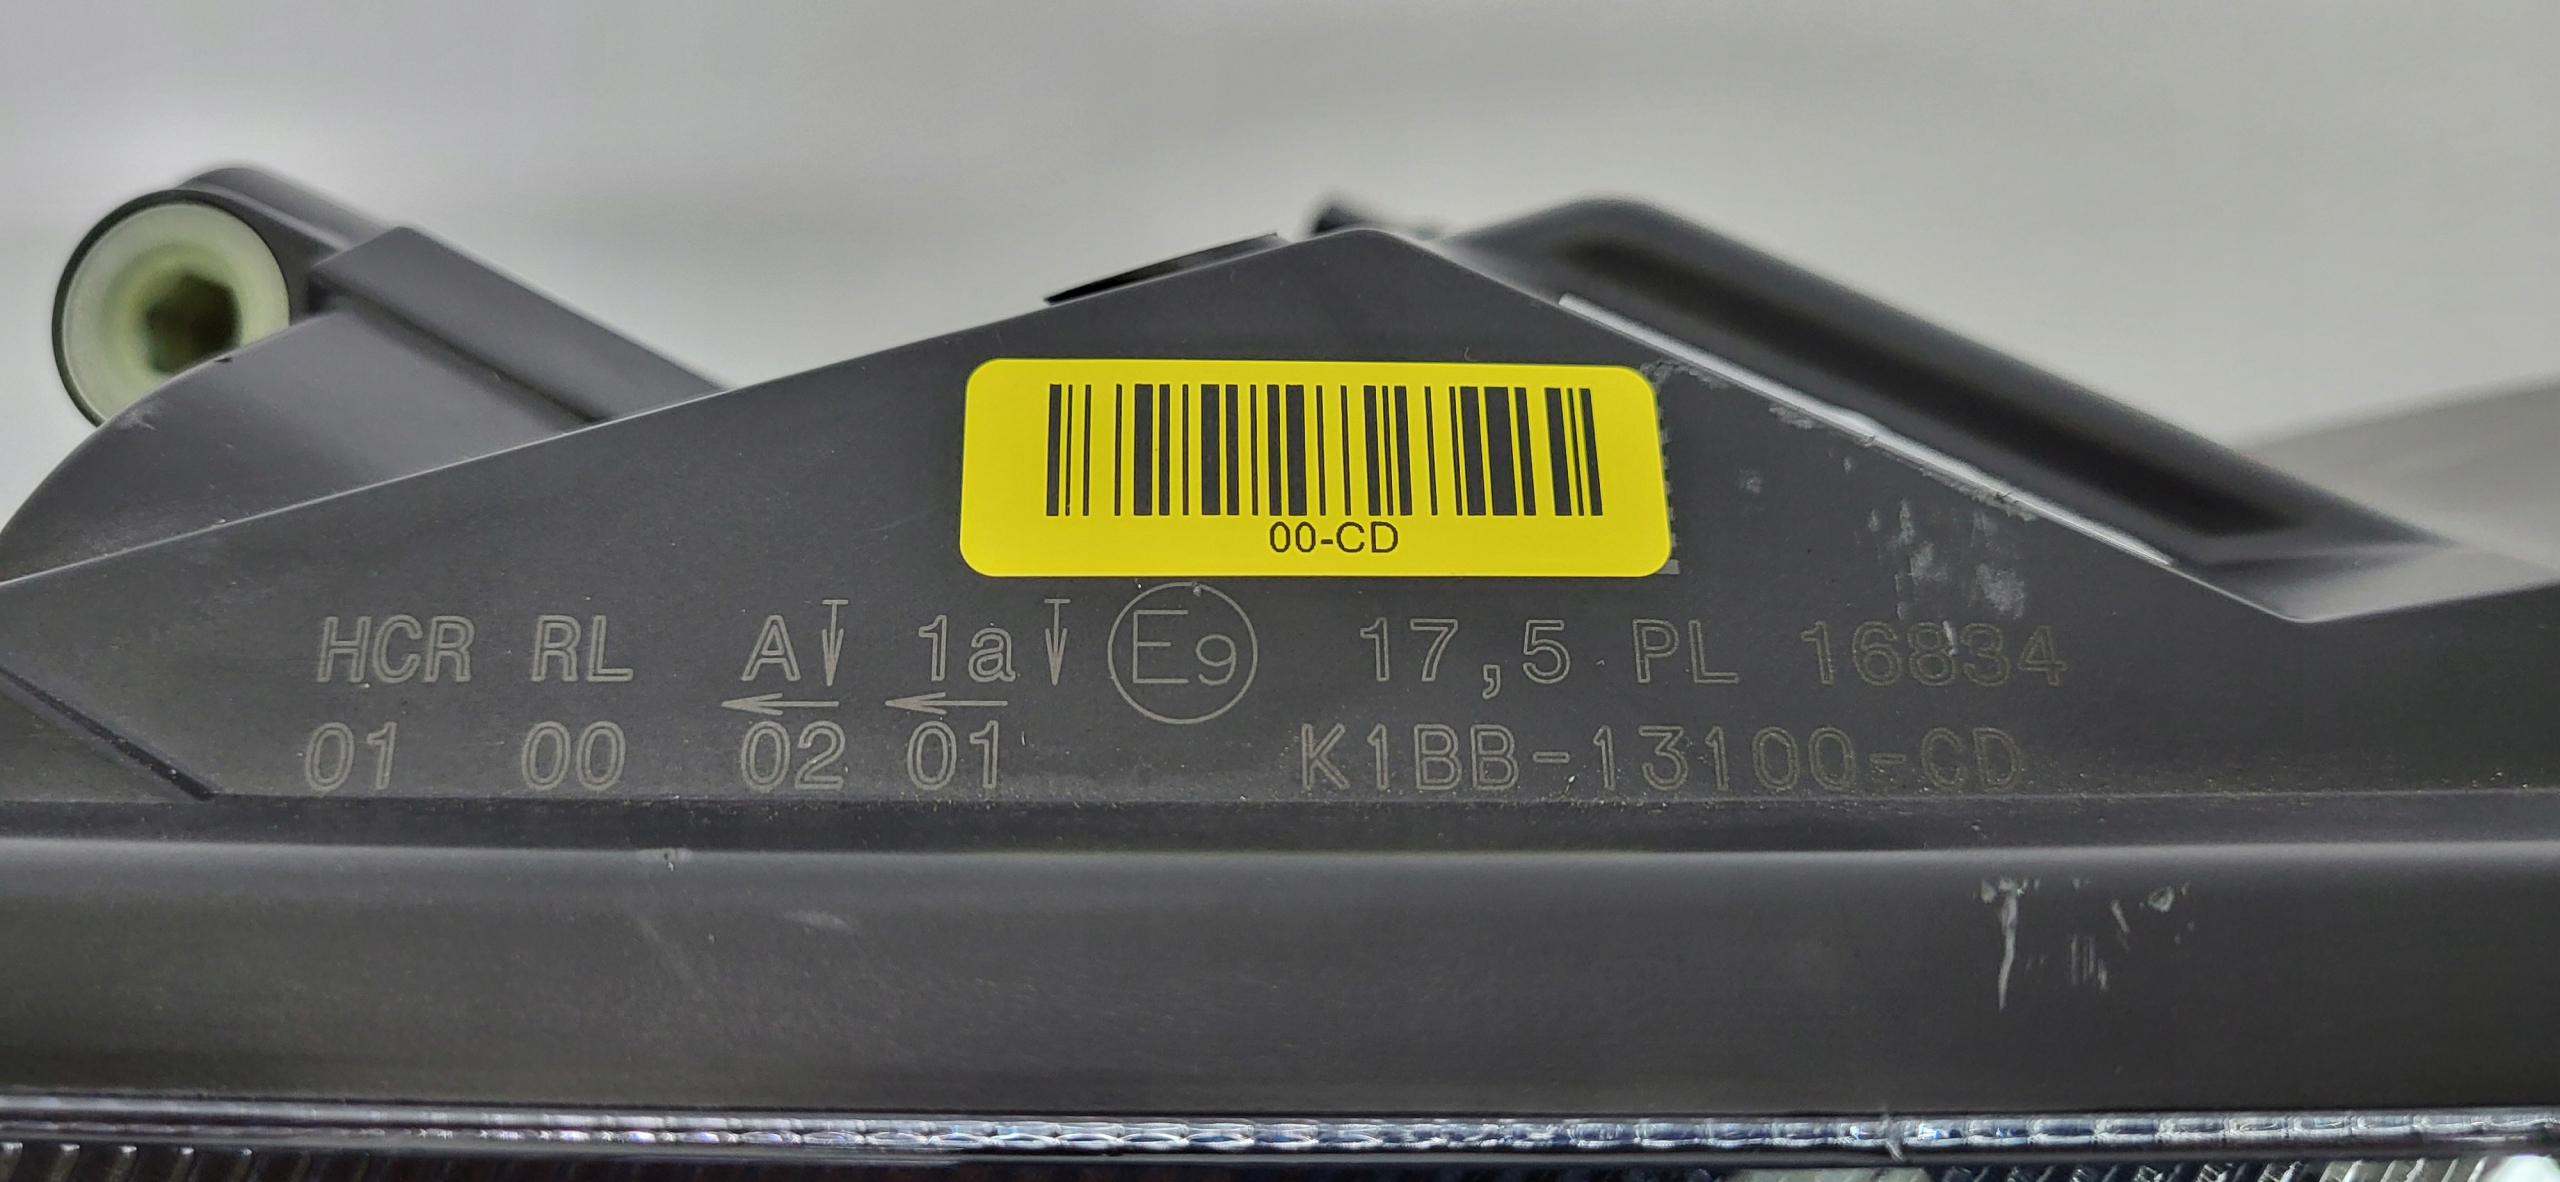 00-CD
HCR RL A 1a E9 17,5 PL 16834
01 00 02 01 K1BB-13100-CD